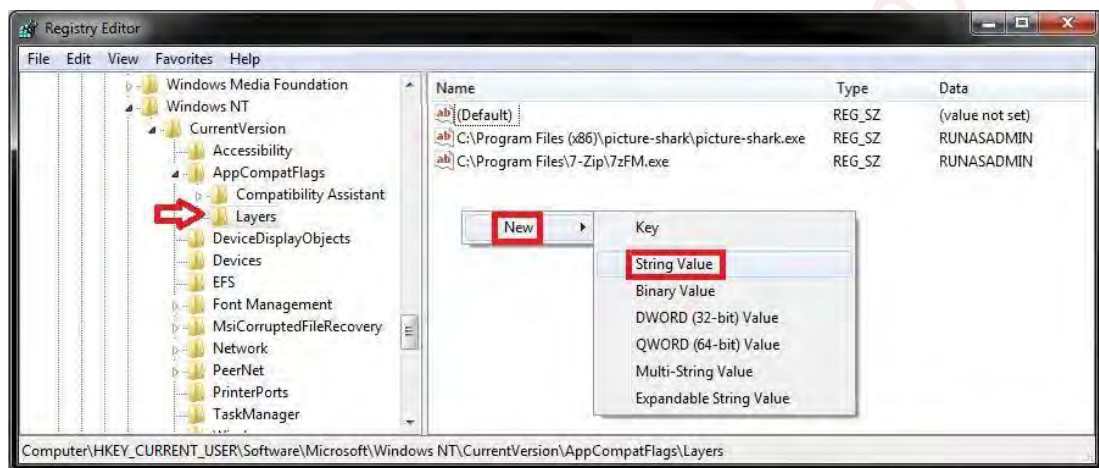 Registry Editor
File Edit View Favorites Help
Windows Media Foundation
Windows NT
CurrentVersion
Accessibility
AppCompatFlags
Compatibility Assistant
Layers
DeviceDisplayObjects
Devices
EFS
Font Management
MsiCorruptedFileRecovery
Network
PeerNet
PrinterPorts
TaskManager
Name Type Data
(Default) REG_SZ (value not set)
C:\Program Files (x86)\picture-shark\picture-shark.exe REG_SZ RUNASADMIN
C:\Program Files\7-Zip\7zFM.exe REG_SZ RUNASADMIN
New
Key
String Value
Binary Value
DWORD (32-bit) Value
QWORD (64-bit) Value
Multi-String Value
Expandable String Value
Computer\HKEY_CURRENT_USER\Software\Microsoft\Windows NT\CurrentVersion\AppCompatFlags\Layers